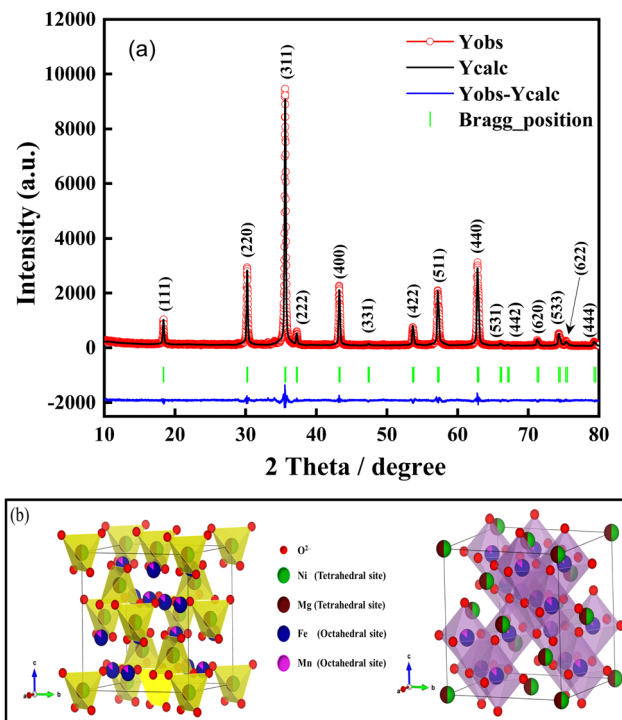 (a)
Yobs
Ycalc
Yobs-Ycalc
Bragg_position
Intensity (a.u.)
12000
10000
8000
6000
4000
2000
0
-2000
(111)
(220)
(311)
(222)
(400)
(331)
(422)
(511)
(440)
(531)
(442)
(620)
(533)
(622)
(444)
10 20 30 40 50 60 70 80
2 Theta / degree
(b)
O²⁻
Ni (Tetrahedral site)
Mg (Tetrahedral site)
Fe (Octahedral site)
Mn (Octahedral site)
c
a b
c
a b